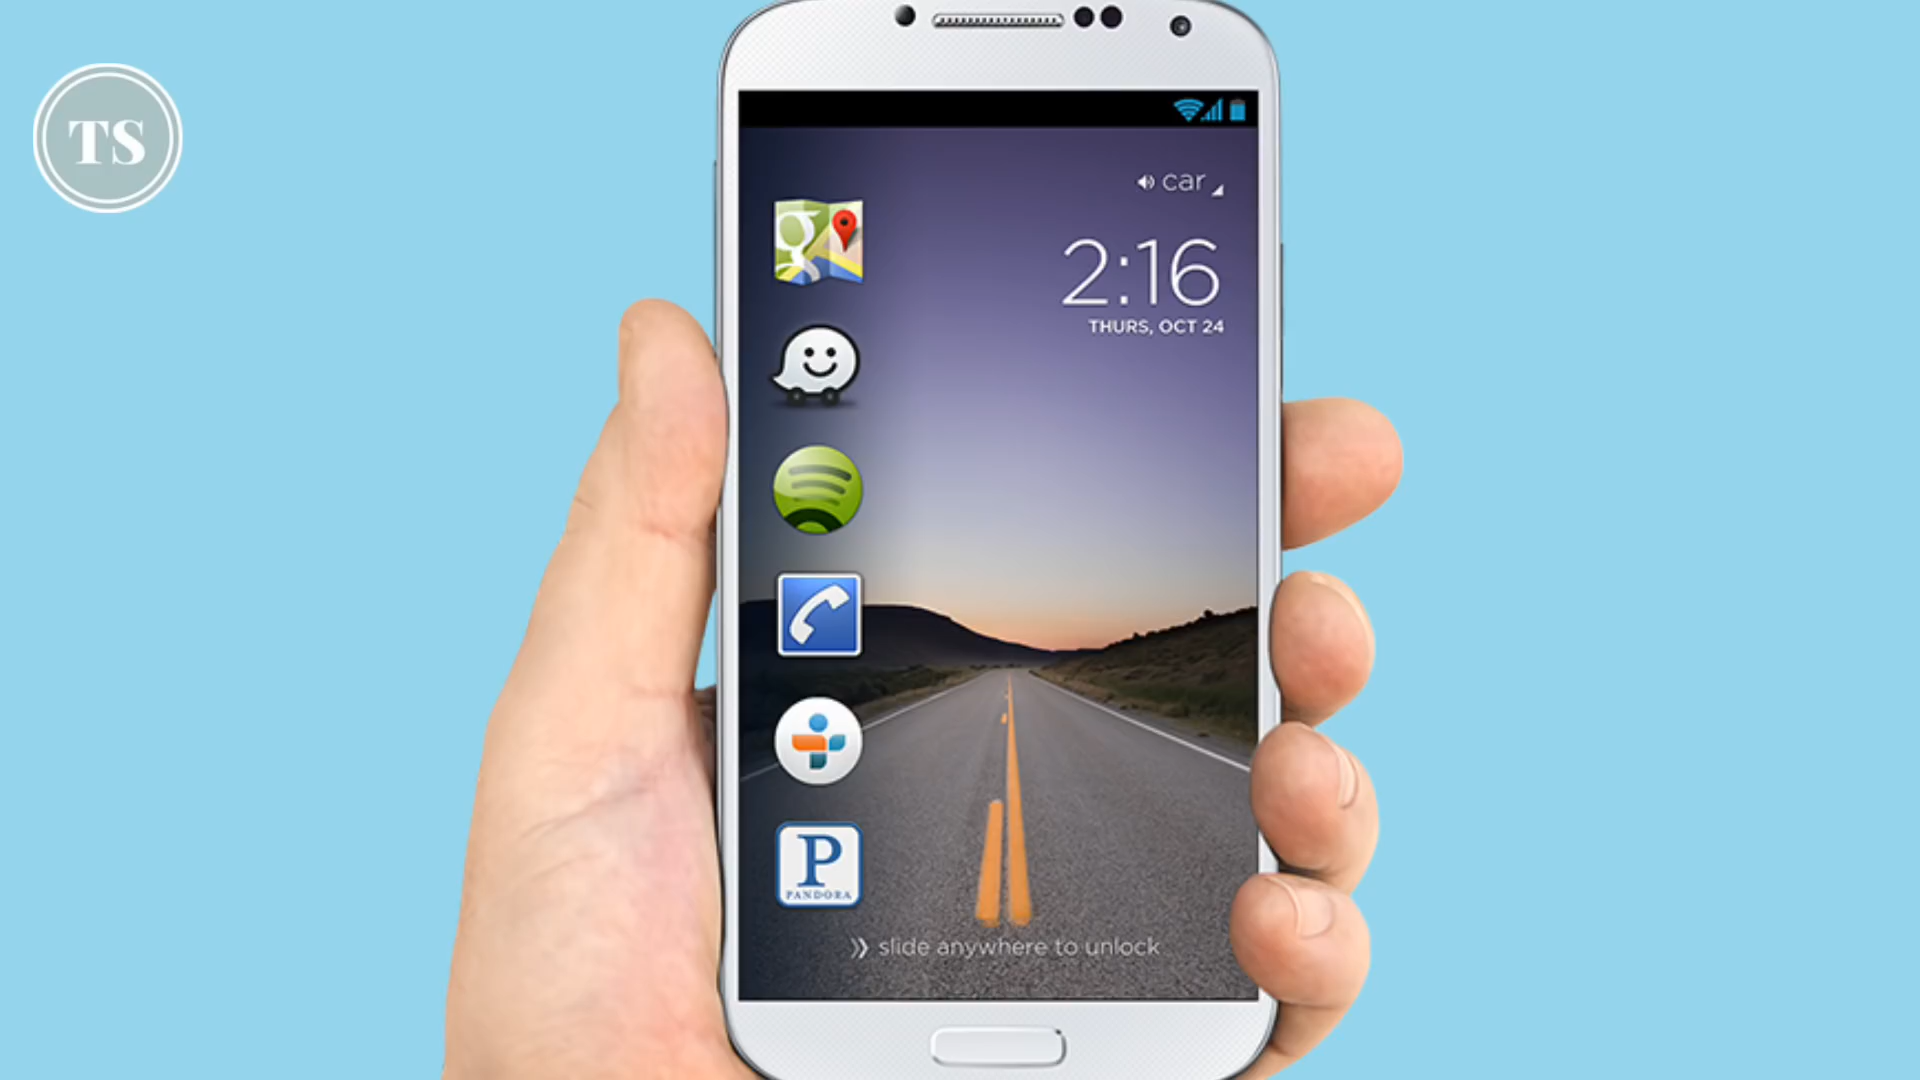 TS
car
2:16
THURS, OCT 24
g
P
PANDORA
slide anywhere to unlock